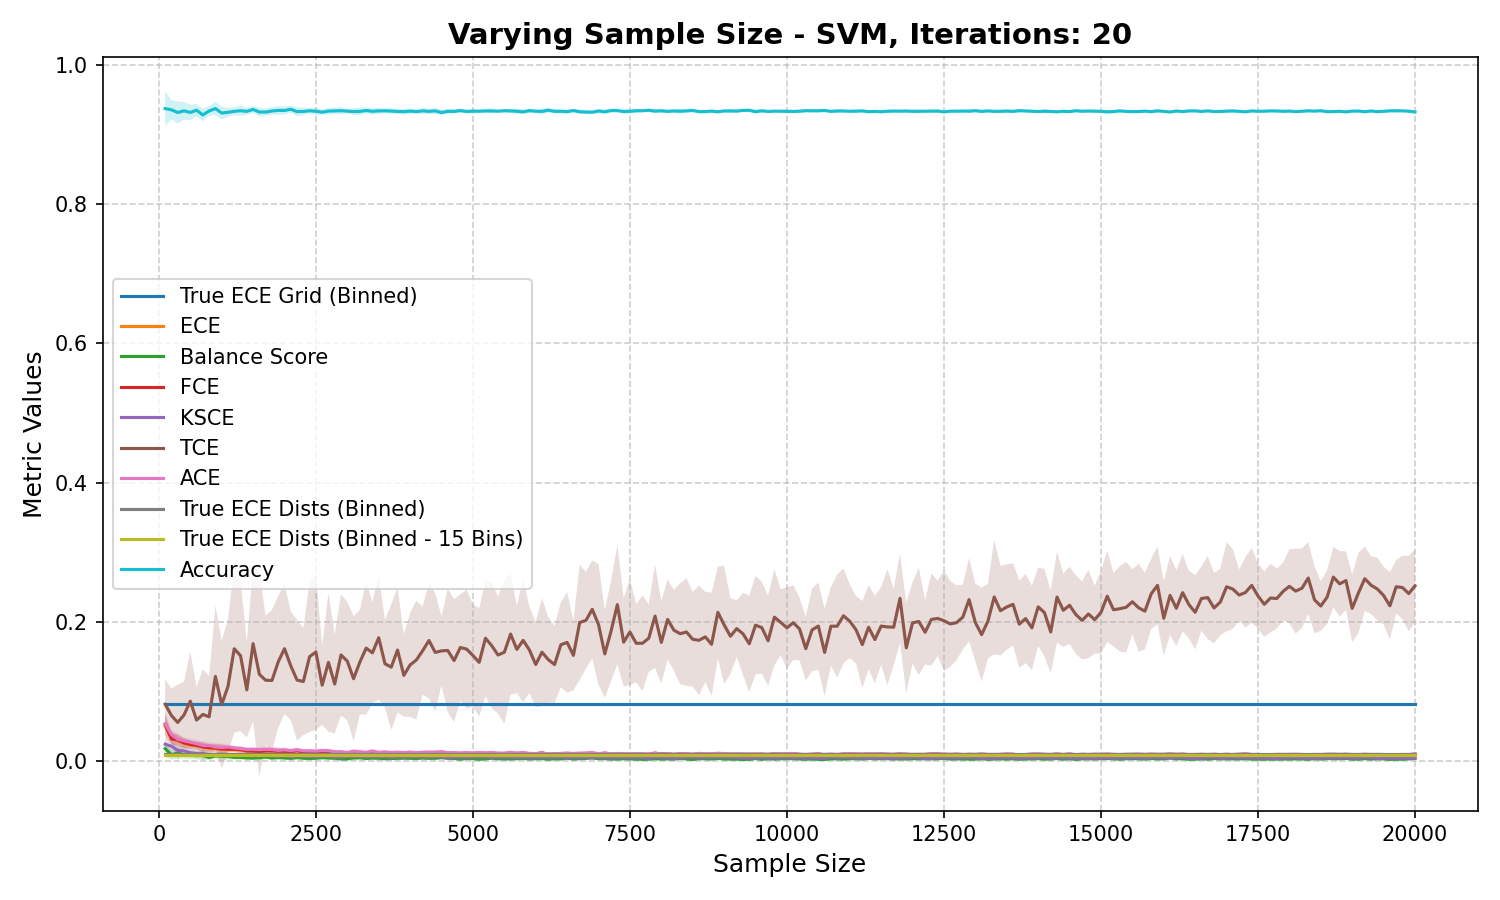 Varying Sample Size - SVM, Iterations: 20
Metric Values
1.0
0.8
0.6
0.4
0.2
0.0
True ECE Grid (Binned)
ECE
Balance Score
FCE
KSCE
TCE
ACE
True ECE Dists (Binned)
True ECE Dists (Binned - 15 Bins)
Accuracy
0 2500 5000 7500 10000 12500 15000 17500 20000
Sample Size